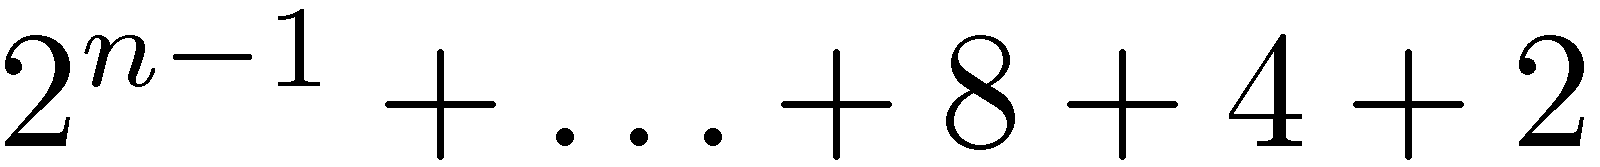 2^{n-1} + ... + 8 + 4 + 2